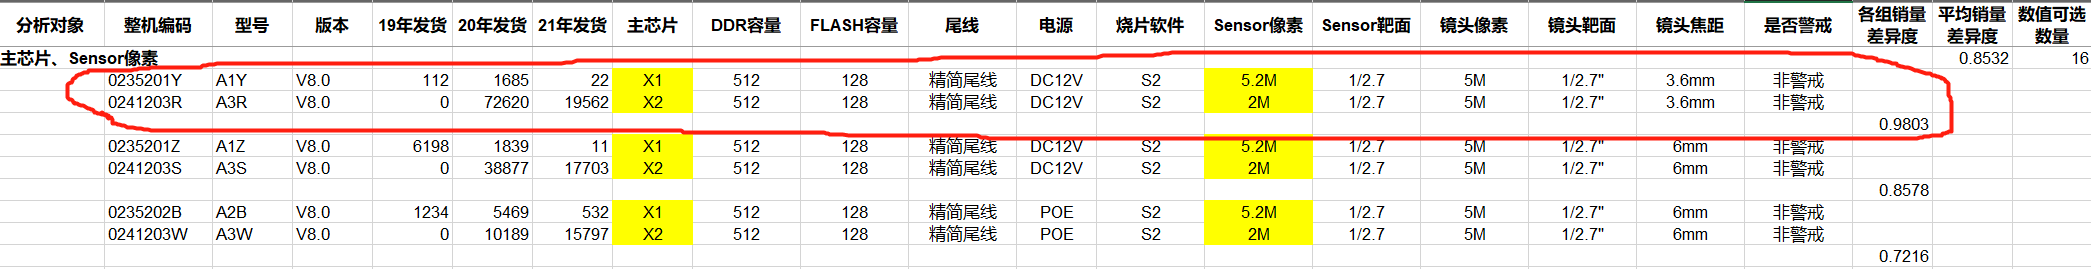 分析对象 整机编码 型号 版本 19年发货 20年发货 21年发货 主芯片 DDR容量 FLASH容量 尾线 电源 烧片软件 Sensor像素 Sensor靶面 镜头像素 镜头靶面 镜头焦距 是否警戒 各组销量差异度 平均销量差异度 数值可选数量
主芯片、Sensor像素 0.8532 16
0235201Y A1Y V8.0 112 1685 22 X1 512 128 精简尾线 DC12V S2 5.2M 1/2.7 5M 1/2.7" 3.6mm 非警戒
0241203R A3R V8.0 0 72620 19562 X2 512 128 精简尾线 DC12V S2 2M 1/2.7 5M 1/2.7" 3.6mm 非警戒
0.9803
0235201Z A1Z V8.0 6198 1839 11 X1 512 128 精简尾线 DC12V S2 5.2M 1/2.7 5M 1/2.7" 6mm 非警戒
0241203S A3S V8.0 0 38877 17703 X2 512 128 精简尾线 DC12V S2 2M 1/2.7 5M 1/2.7" 6mm 非警戒
0.8578
0235202B A2B V8.0 1234 5469 532 X1 512 128 精简尾线 POE S2 5.2M 1/2.7 5M 1/2.7" 6mm 非警戒
0241203W A3W V8.0 0 10189 15797 X2 512 128 精简尾线 POE S2 2M 1/2.7 5M 1/2.7" 6mm 非警戒
0.7216